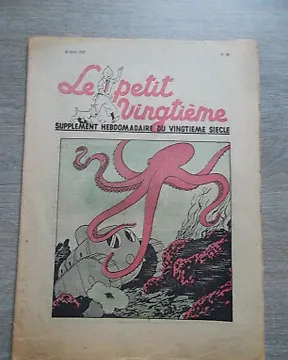 Le petit
Vingtième
SUPPLEMENT HEBDOMADAIRE DU VINGTIEME SIECLE